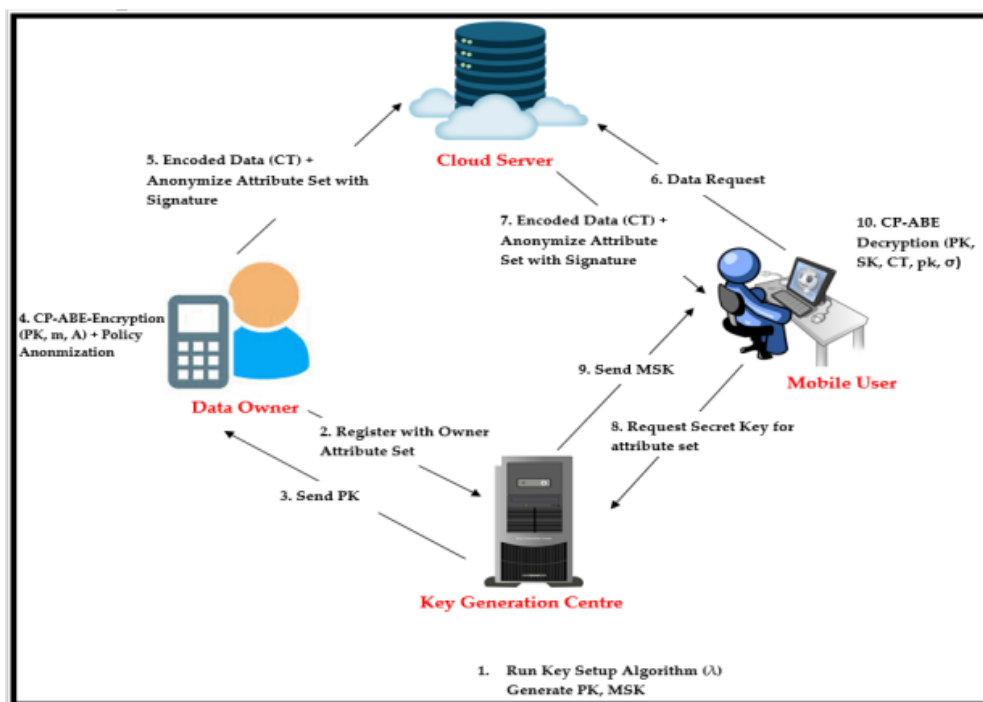 Cloud Server
5. Encoded Data (CT) +
Anonymize Attribute Set with
Signature
6. Data Request
7. Encoded Data (CT) +
Anonymize Attribute
Set with Signature
10. CP-ABE
Decryption (PK,
SK, CT, pk, σ)
4. CP-ABE-Encryption
(PK, m, A) + Policy
Anonmization
Data Owner
9. Send MSK
Mobile User
2. Register with Owner
Attribute Set
8. Request Secret Key for
attribute set
3. Send PK
Key Generation Centre
1. Run Key Setup Algorithm (λ)
Generate PK, MSK